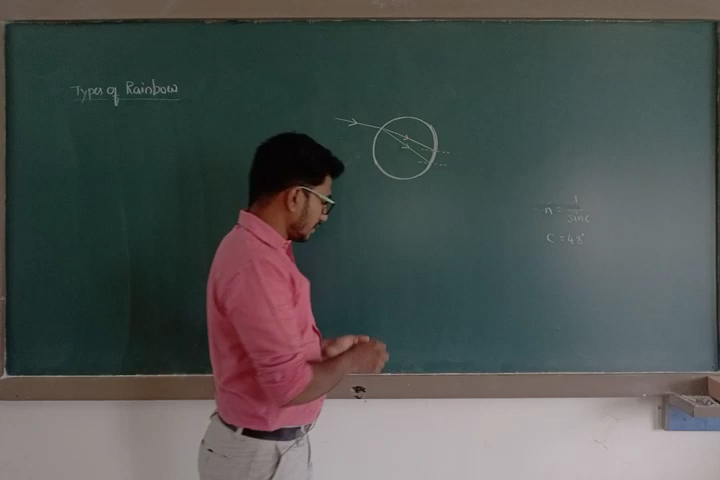 Types of Rainbow
n = 1/sinc
C = 48°